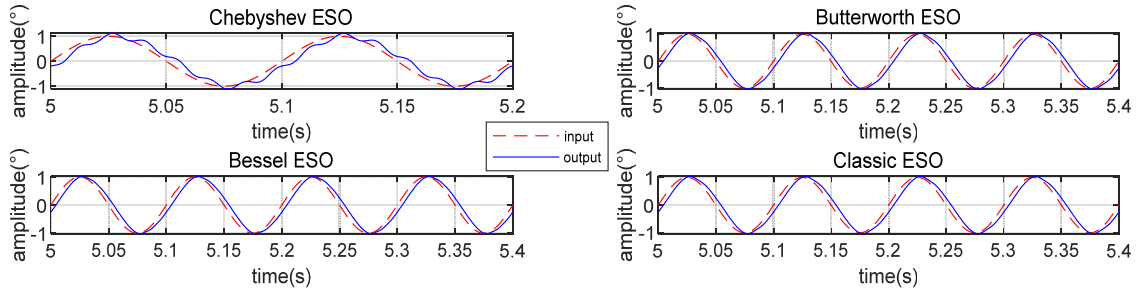 Chebyshev ESO
amplitude(°)
1
0
-1
5 5.05 5.1 5.15 5.2
time(s)
Butterworth ESO
amplitude(°)
1
0
-1
5 5.05 5.1 5.15 5.2 5.25 5.3 5.35 5.4
time(s)
input
output
Bessel ESO
amplitude(°)
1
0
-1
5 5.05 5.1 5.15 5.2 5.25 5.3 5.35 5.4
time(s)
Classic ESO
amplitude(°)
1
0
-1
5 5.05 5.1 5.15 5.2 5.25 5.3 5.35 5.4
time(s)